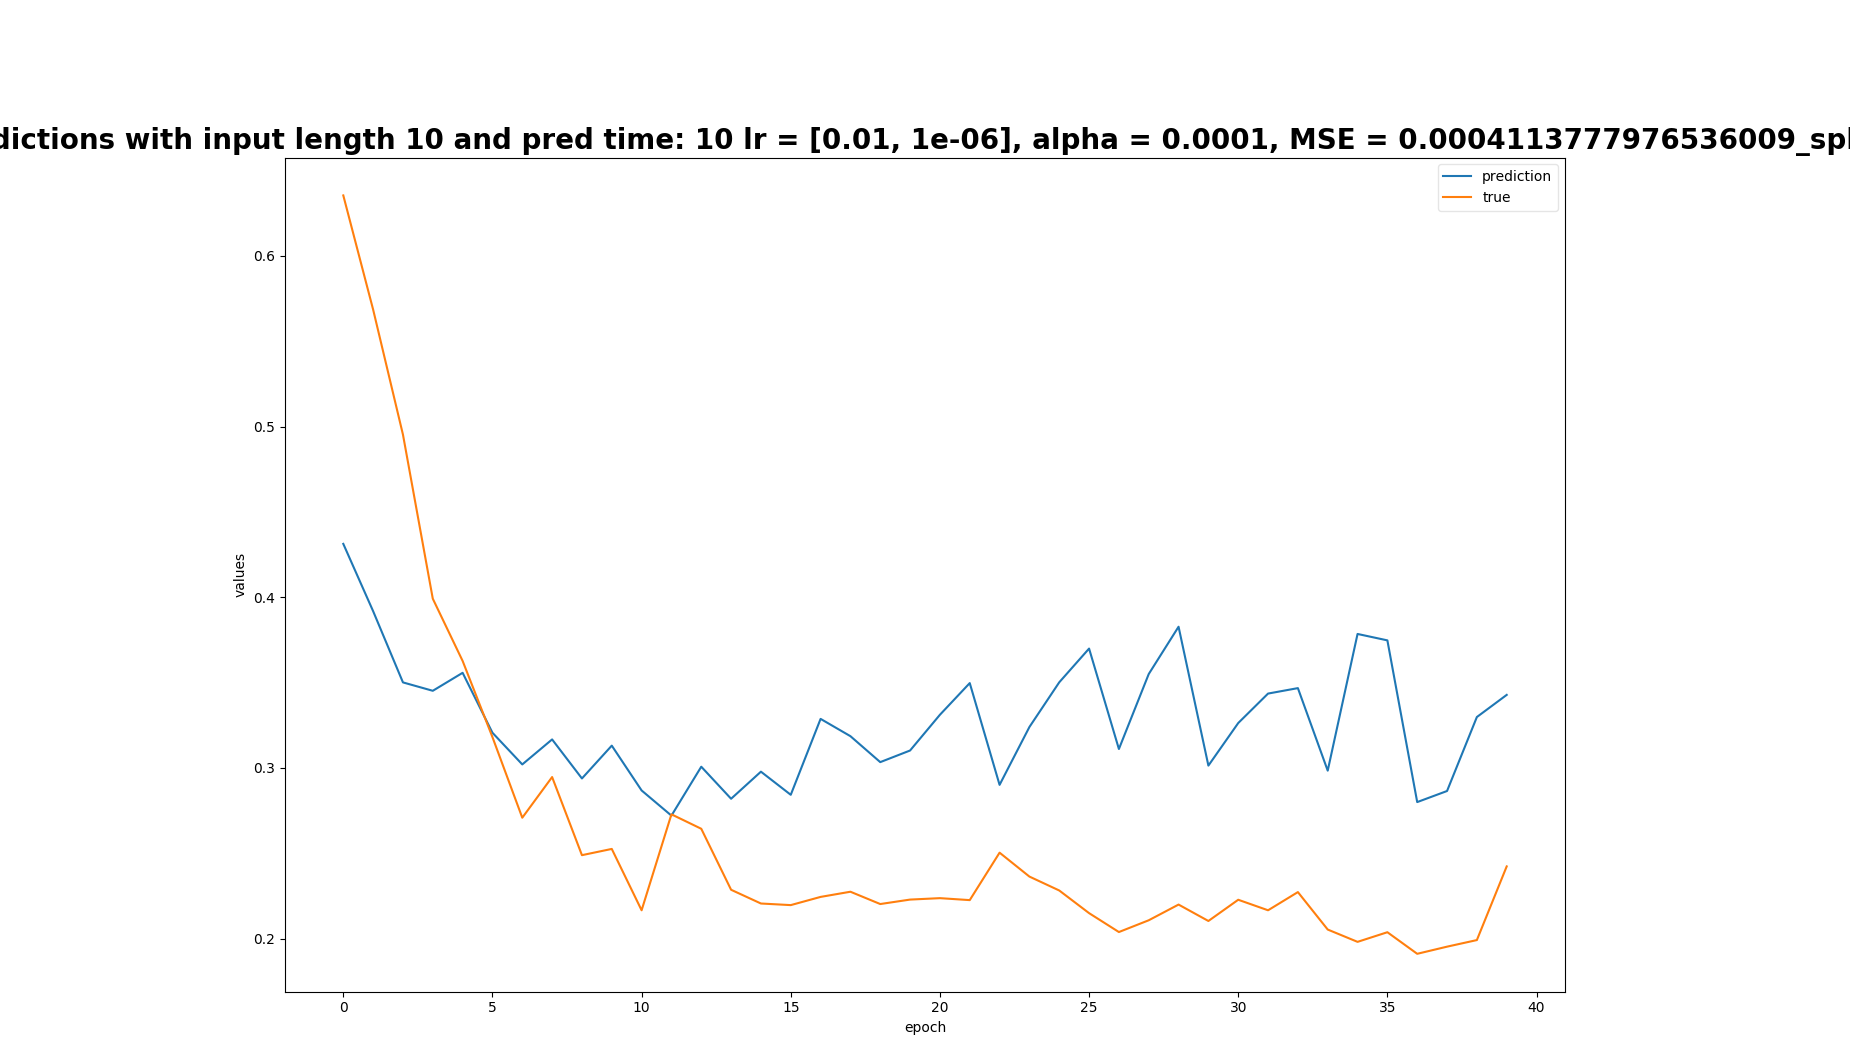 dictions with input length 10 and pred time: 10 lr = [0.01, 1e-06], alpha = 0.0001, MSE = 0.0004113777976536009_spl
prediction
true
0.6
0.5
0.4
0.3
0.2
values
0 5 10 15 20 25 30 35 40
epoch